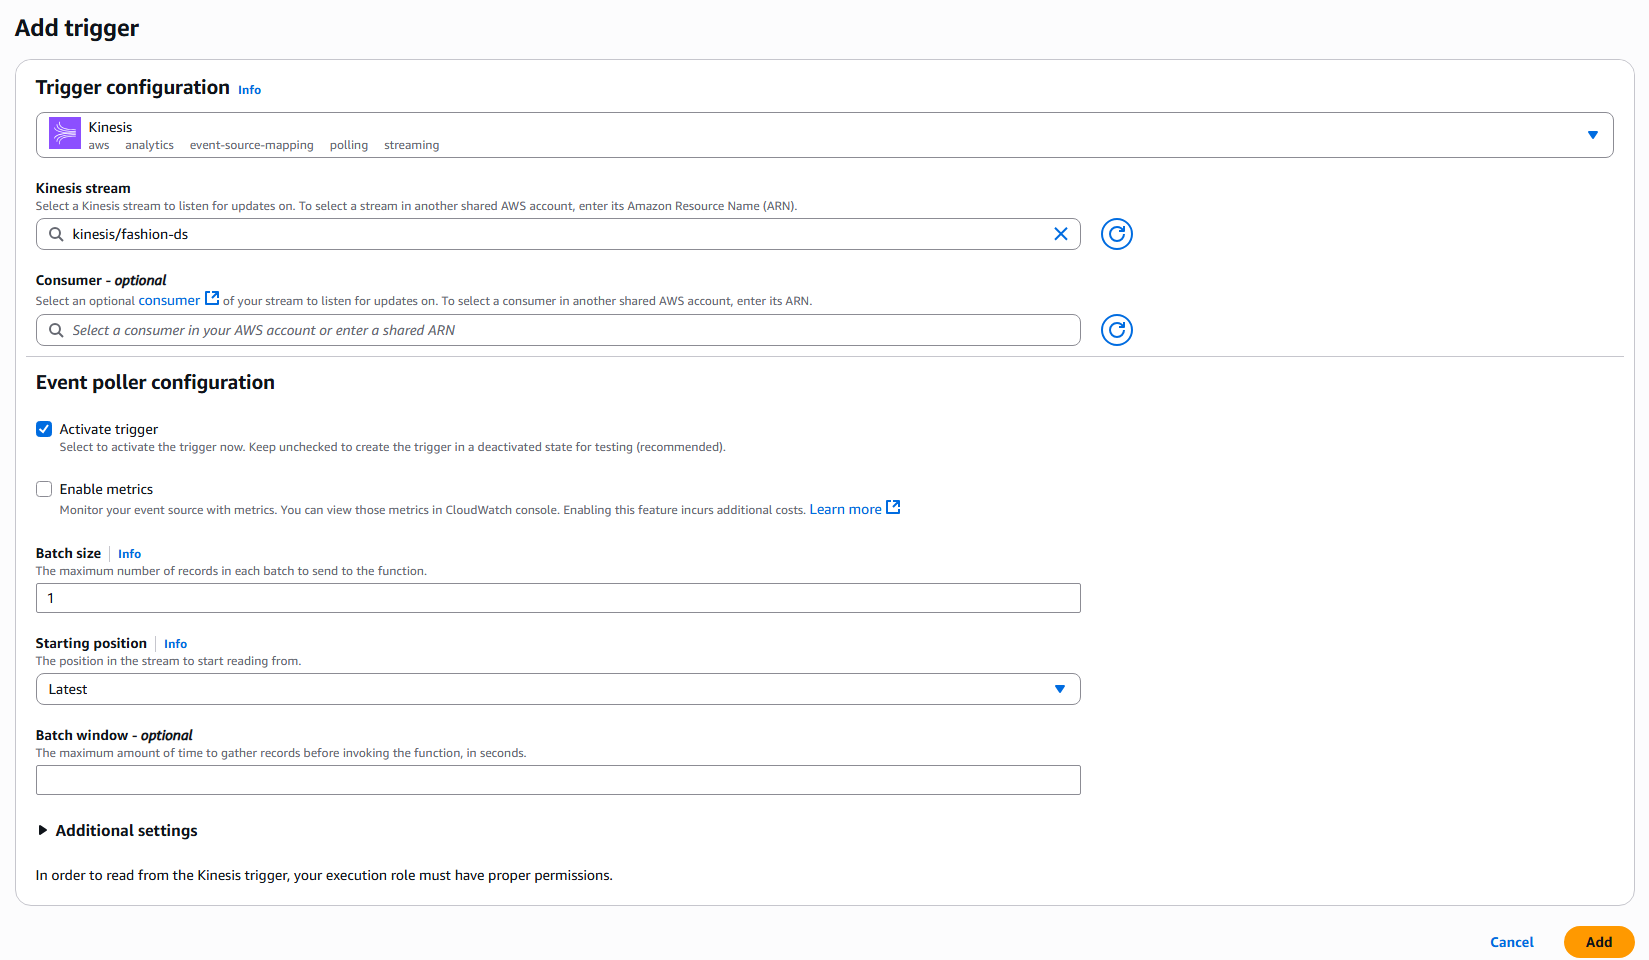 Add trigger
Trigger configuration Info
Kinesis
aws analytics event-source-mapping polling streaming
Kinesis stream
Select a Kinesis stream to listen for updates on. To select a stream in another shared AWS account, enter its Amazon Resource Name (ARN).
kinesis/fashion-ds
Consumer - optional
Select an optional consumer of your stream to listen for updates on. To select a consumer in another shared AWS account, enter its ARN.
Select a consumer in your AWS account or enter a shared ARN
Event poller configuration
Activate trigger
Select to activate the trigger now. Keep unchecked to create the trigger in a deactivated state for testing (recommended).
Enable metrics
Monitor your event source with metrics. You can view those metrics in CloudWatch console. Enabling this feature incurs additional costs. Learn more
Batch size Info
The maximum number of records in each batch to send to the function.
1
Starting position Info
The position in the stream to start reading from.
Latest
Batch window - optional
The maximum amount of time to gather records before invoking the function, in seconds.
Additional settings
In order to read from the Kinesis trigger, your execution role must have proper permissions.
Cancel Add